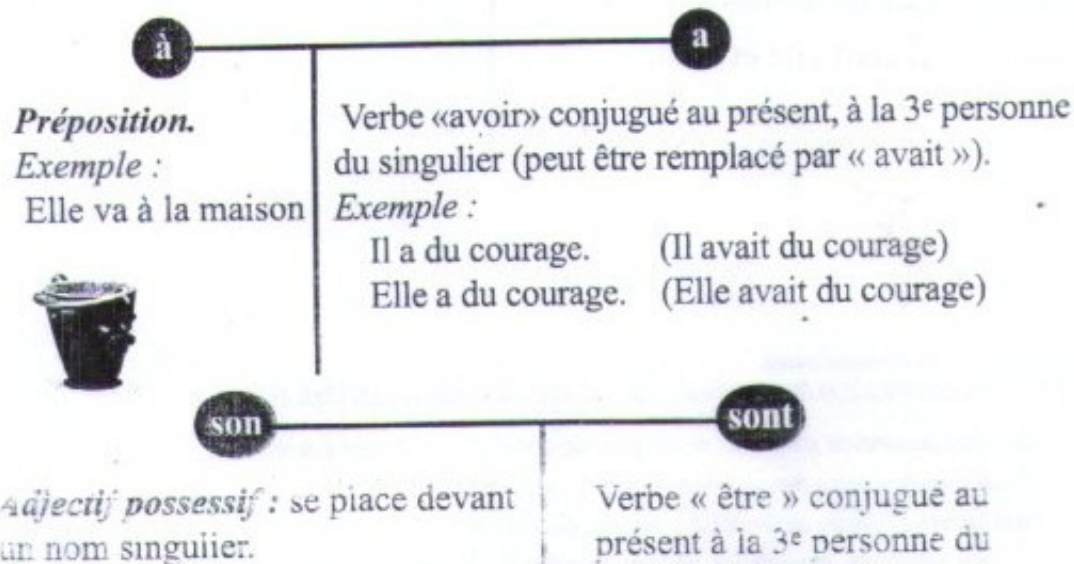 à
a
Préposition.
Exemple :
Elle va à la maison
Verbe «avoir» conjugué au présent, à la 3e personne
du singulier (peut être remplacé par « avait »).
Exemple :
Il a du courage. (Il avait du courage)
Elle a du courage. (Elle avait du courage)
son
sont
Adjectif possessif : se place devant
un nom singulier.
Verbe « être » conjugué au
présent à la 3e personne du